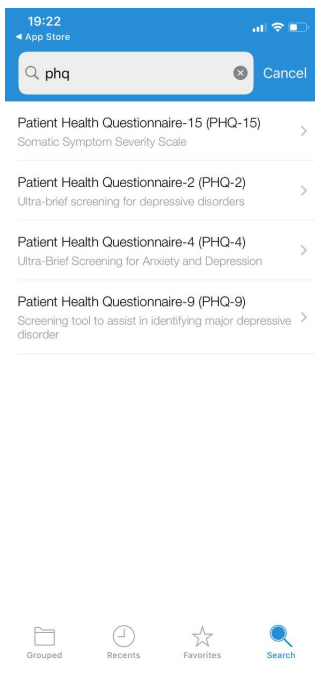 19:22
◀ App Store
phq
Cancel
Patient Health Questionnaire-15 (PHQ-15)
Somatic Symptom Severity Scale
Patient Health Questionnaire-2 (PHQ-2)
Ultra-brief screening for depressive disorders
Patient Health Questionnaire-4 (PHQ-4)
Ultra-Brief Screening for Anxiety and Depression
Patient Health Questionnaire-9 (PHQ-9)
Screening tool to assist in identifying major depressive
disorder
Grouped
Recents
Favorites
Search